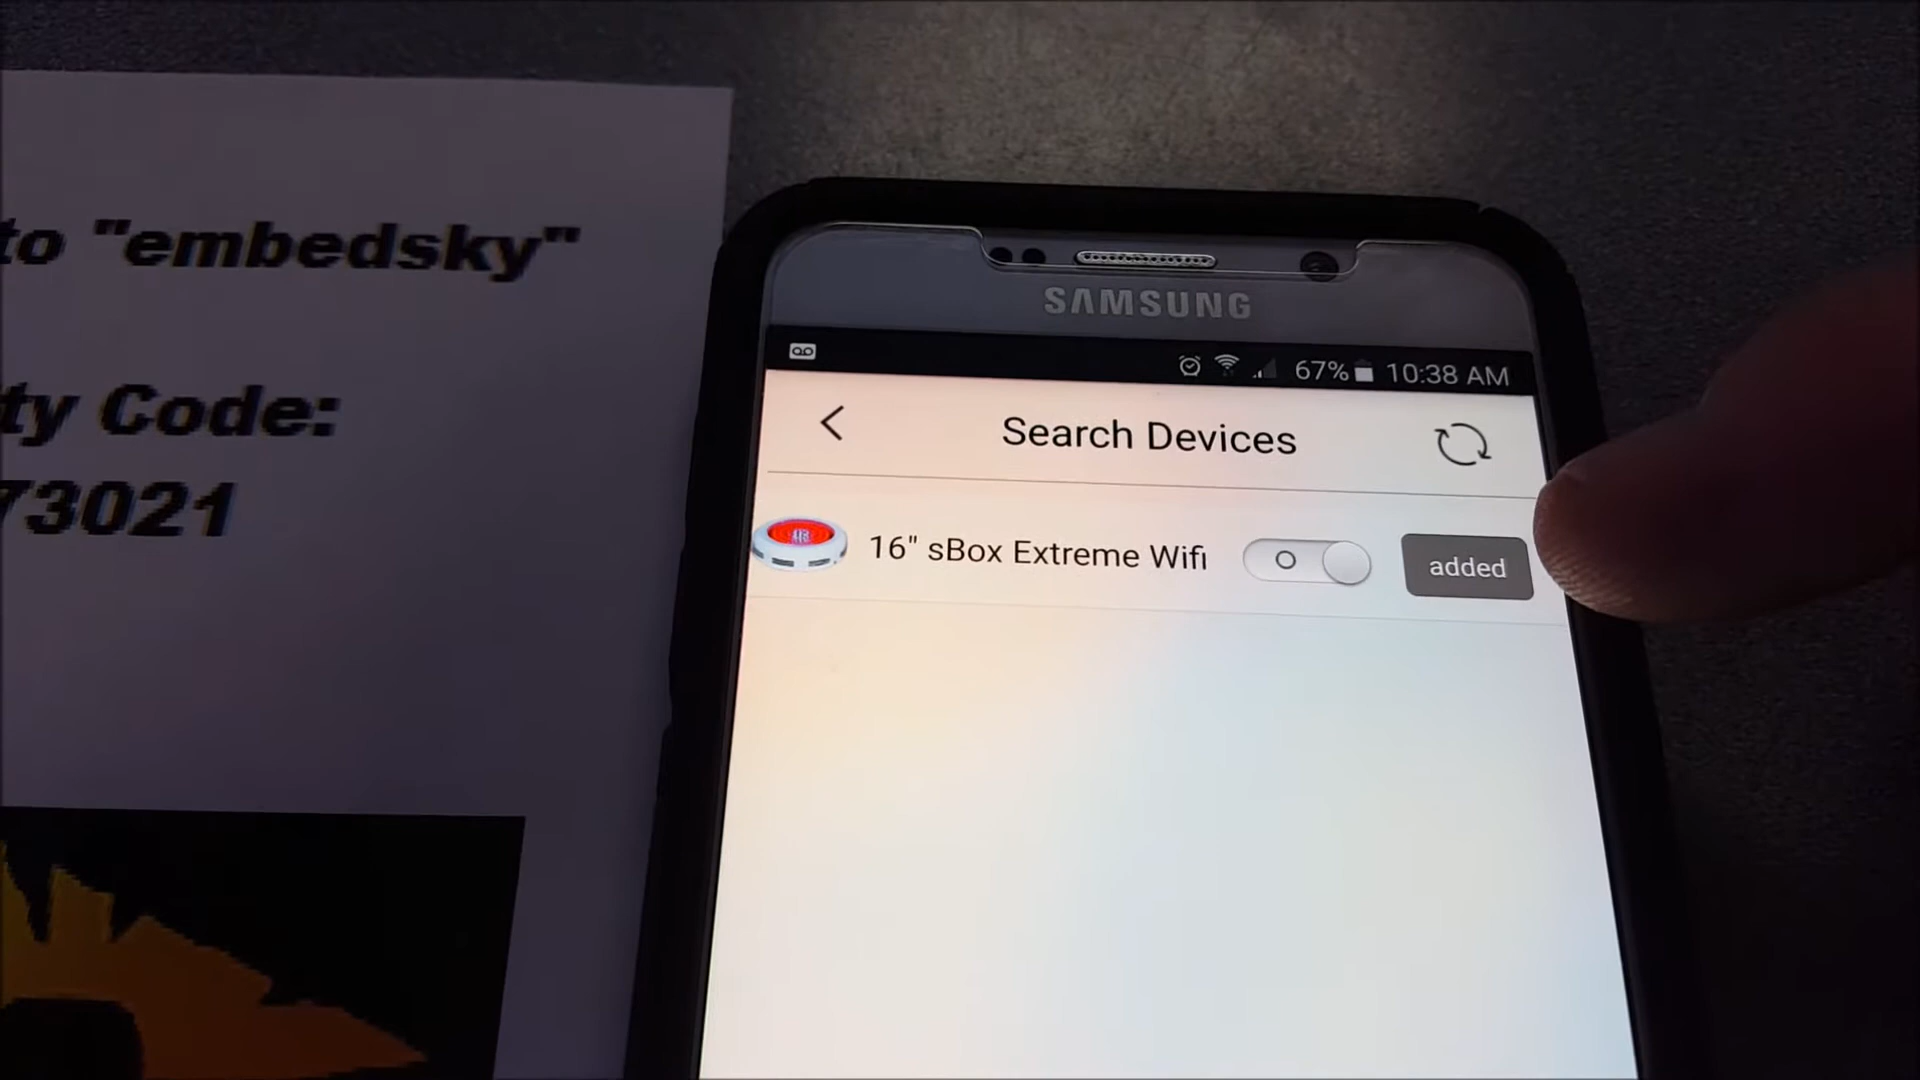 to "embedsky"
ty Code:
73021
SAMSUNG
67% 10:38 AM
Search Devices
16" sBox Extreme Wifi
added